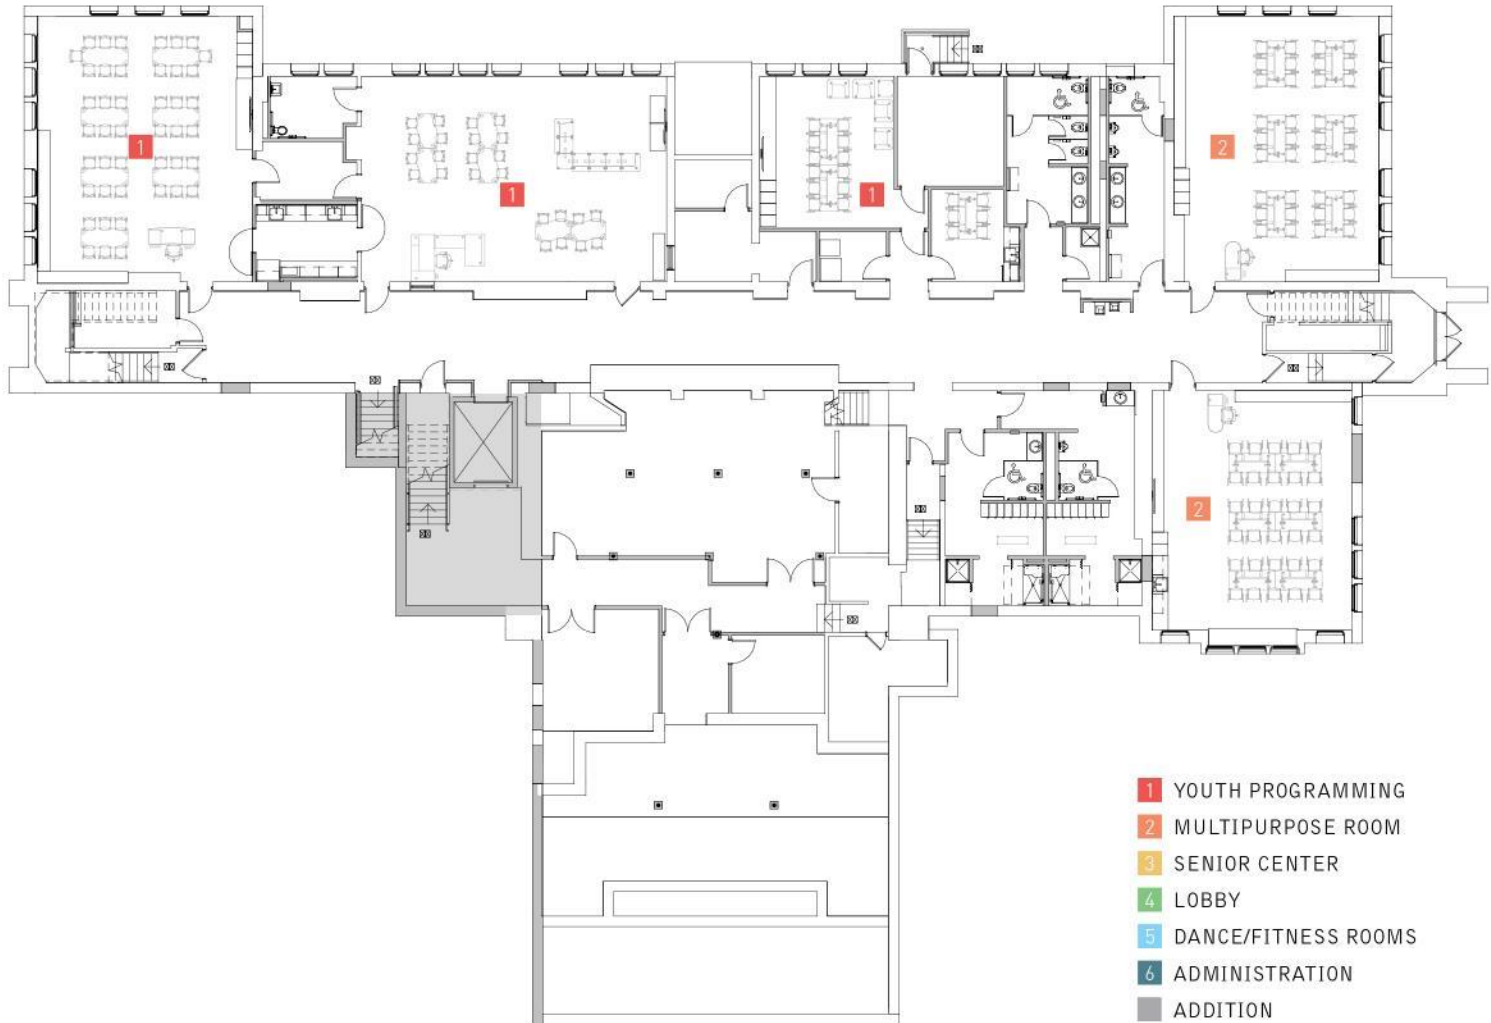 1
2
1
1
2
1 YOUTH PROGRAMMING
2 MULTIPURPOSE ROOM
3 SENIOR CENTER
4 LOBBY
5 DANCE/FITNESS ROOMS
6 ADMINISTRATION
ADDITION